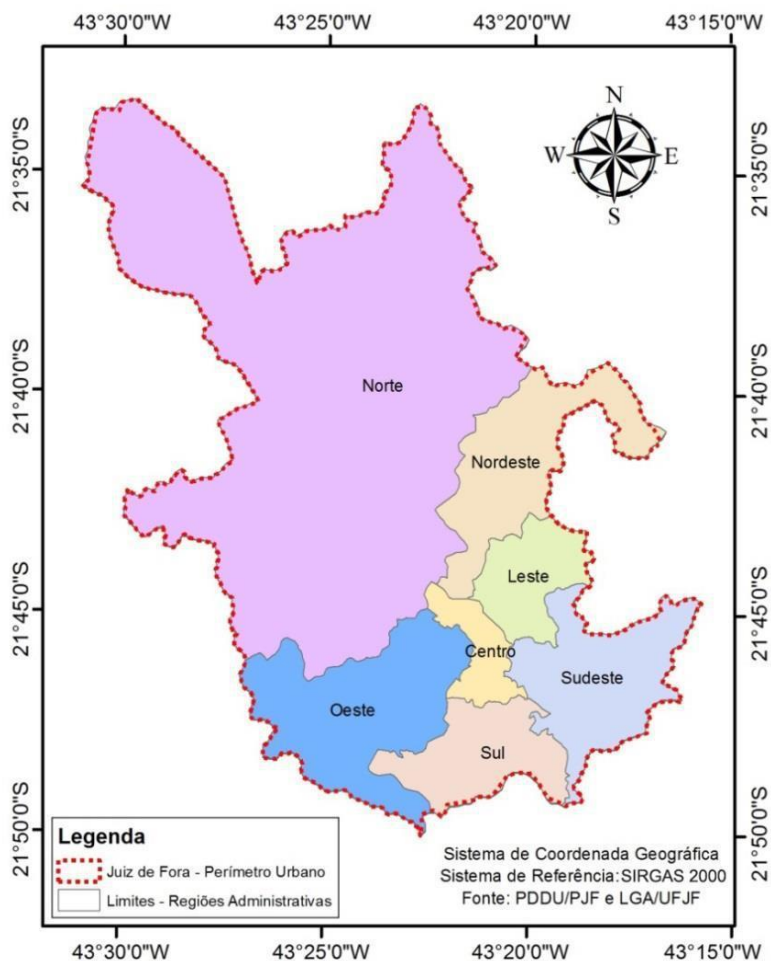 43°30'0"W 43°25'0"W 43°20'0"W 43°15'0"W
N
W E
S
21°35'0"S 21°35'0"S
Norte
21°40'0"S 21°40'0"S
Nordeste
Leste
21°45'0"S 21°45'0"S
Centro
Sudeste
Oeste
Sul
21°50'0"S 21°50'0"S
Legenda
Juiz de Fora - Perímetro Urbano
Limites - Regiões Administrativas
Sistema de Coordenada Geográfica
Sistema de Referência:SIRGAS 2000
Fonte: PDDU/PJF e LGA/UFJF
43°30'0"W 43°25'0"W 43°20'0"W 43°15'0"W